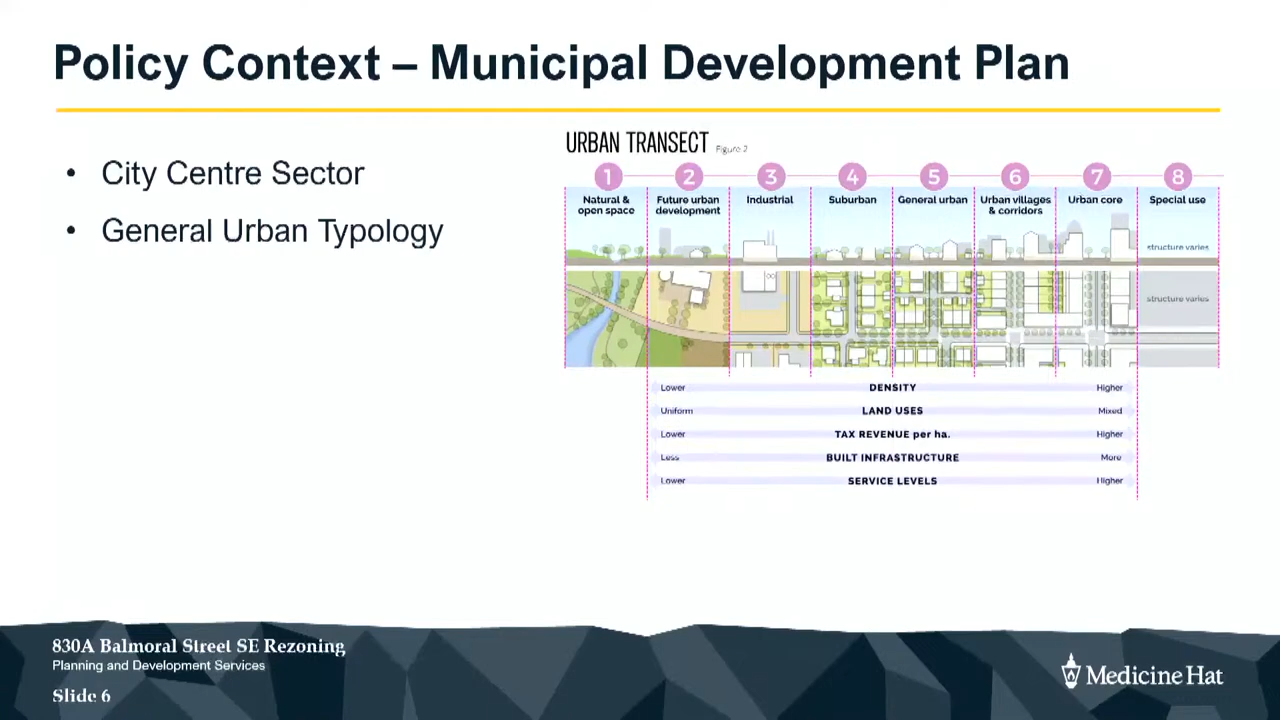 Policy Context – Municipal Development Plan
• City Centre Sector
• General Urban Typology
URBAN TRANSECT Figure 2
1 2 3 4 5 6 7 8
Natural & open space
Future urban development
Industrial
Suburban
General urban
Urban villages & corridors
Urban core
Special use
structure varies
structure varies
Lower DENSITY Higher
Uniform LAND USES Mixed
Lower TAX REVENUE per ha. Higher
Less BUILT INFRASTRUCTURE More
Lower SERVICE LEVELS Higher
830A Balmoral Street SE Rezoning
Planning and Development Services
Slide 6
Medicine Hat